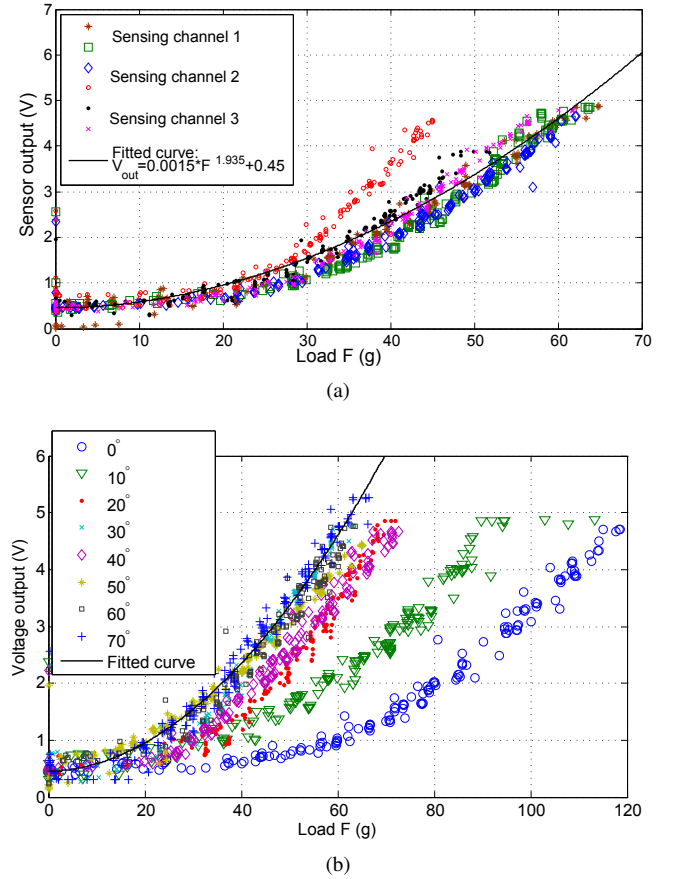 7
6
5
4
3
2
1
0
Sensor output (V)
Sensing channel 1
Sensing channel 2
Sensing channel 3
Fitted curve:
V_out=0.0015*F^1.935+0.45
0 10 20 30 40 50 60 70
Load F (g)
(a)
6
5
4
3
2
1
0
Voltage output (V)
0°
10°
20°
30°
40°
50°
60°
70°
Fitted curve
0 20 40 60 80 100 120
Load F (g)
(b)